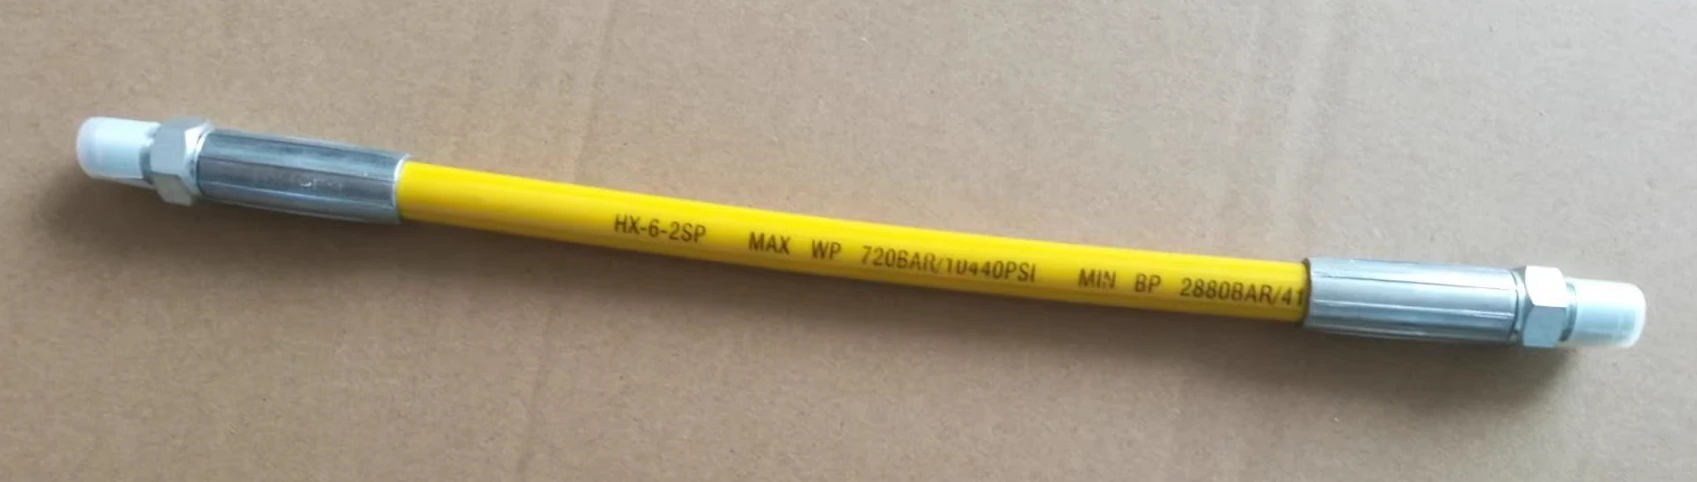 HX-6-2SP MAX WP 720BAR/10440PSI MIN BP 2880BAR/41